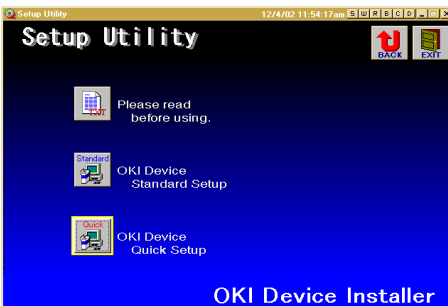 Setup Utility
12/4/02 11:54:17am S W R B C D
Setup Utility
BACK
EXIT
TXT
Please read
before using.
Standard
OKI Device
Standard Setup
Quick
OKI Device
Quick Setup
OKI Device Installer